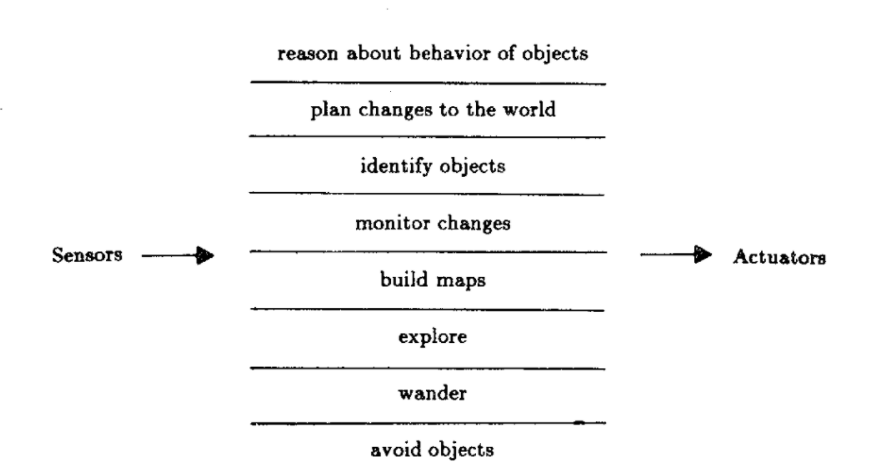 reason about behavior of objects
plan changes to the world
identify objects
monitor changes
Sensors
Actuators
build maps
explore
wander
avoid objects